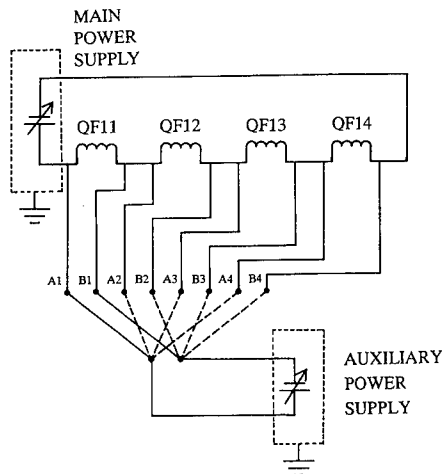 MAIN
POWER
SUPPLY
QF11 QF12 QF13 QF14
A1 B1 A2 B2 A3 B3 A4 B4
AUXILIARY
POWER
SUPPLY